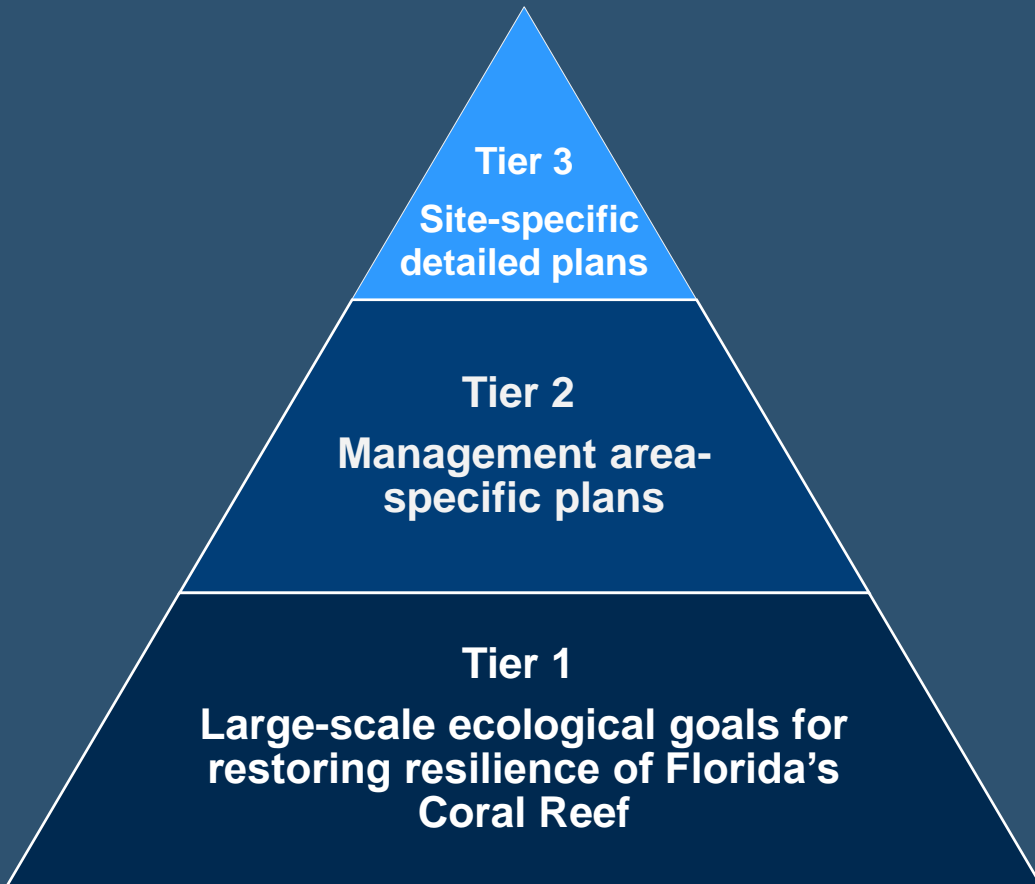 Tier 3
Site-specific
detailed plans
Tier 2
Management area-
specific plans
Tier 1
Large-scale ecological goals for
restoring resilience of Florida’s
Coral Reef